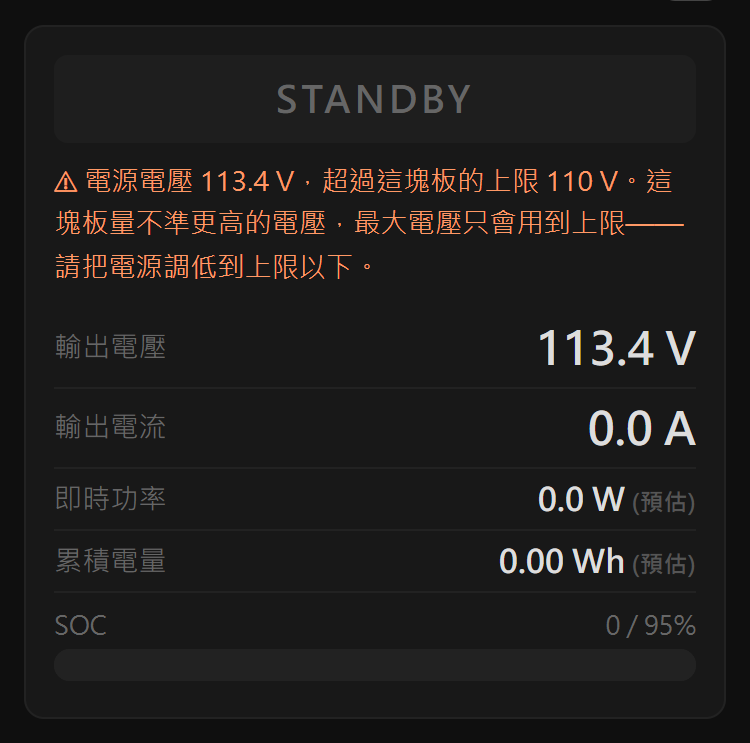 STANDBY
⚠ 電源電壓 113.4 V，超過這塊板的上限 110 V。這
塊板量不準更高的電壓，最大電壓只會用到上限——
請把電源調低到上限以下。
輸出電壓 113.4 V
輸出電流 0.0 A
即時功率 0.0 W (預估)
累積電量 0.00 Wh (預估)
SOC 0 / 95%